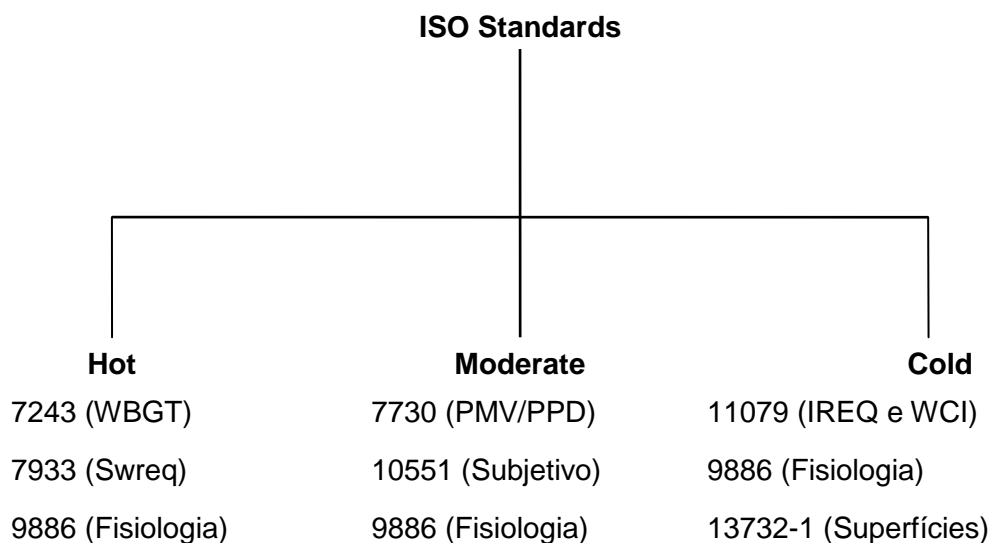 ISO Standards
Hot
7243 (WBGT)
7933 (Swreq)
9886 (Fisiologia)
Moderate
7730 (PMV/PPD)
10551 (Subjetivo)
9886 (Fisiologia)
Cold
11079 (IREQ e WCI)
9886 (Fisiologia)
13732-1 (Superfícies)